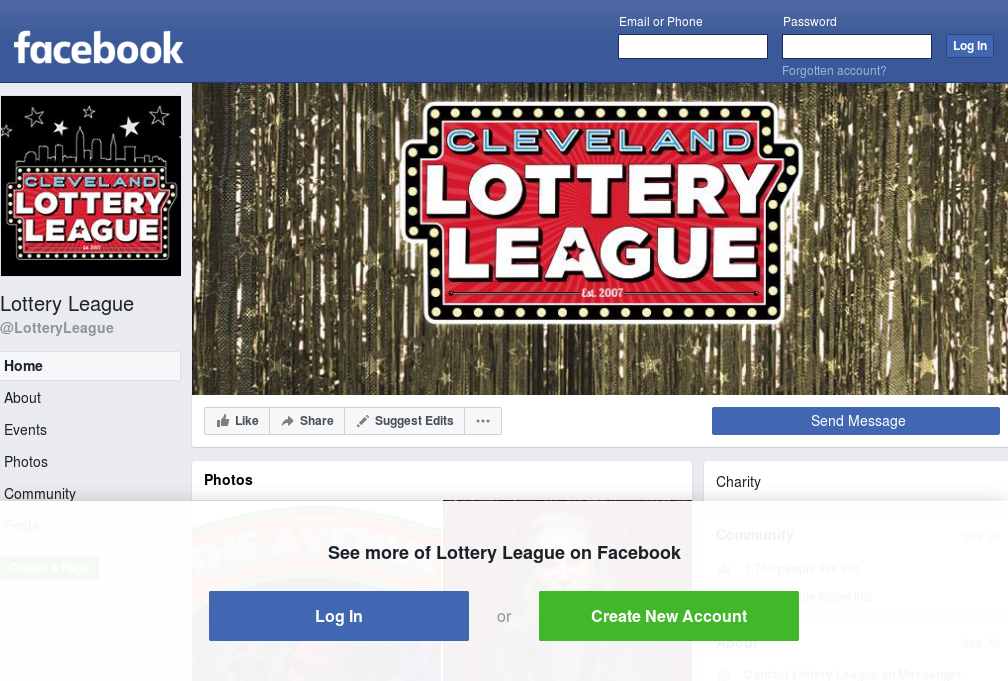 facebook
Email or Phone
Password
Log In
Forgotten account?
CLEVELAND
LOTTERY
LEAGUE
Est. 2007
CLEVELAND
LOTTERY
LEAGUE
Est. 2007
Lottery League
@LotteryLeague
Home
About
Events
Photos
Community
Posts
Create a Page
Like
Share
Suggest Edits
Send Message
Photos
THE AVENUE
Charity
Community
See all
1,760 people like this
follow this
About
See All
Contact Lottery League on Messenger
See more of Lottery League on Facebook
Log In
or
Create New Account